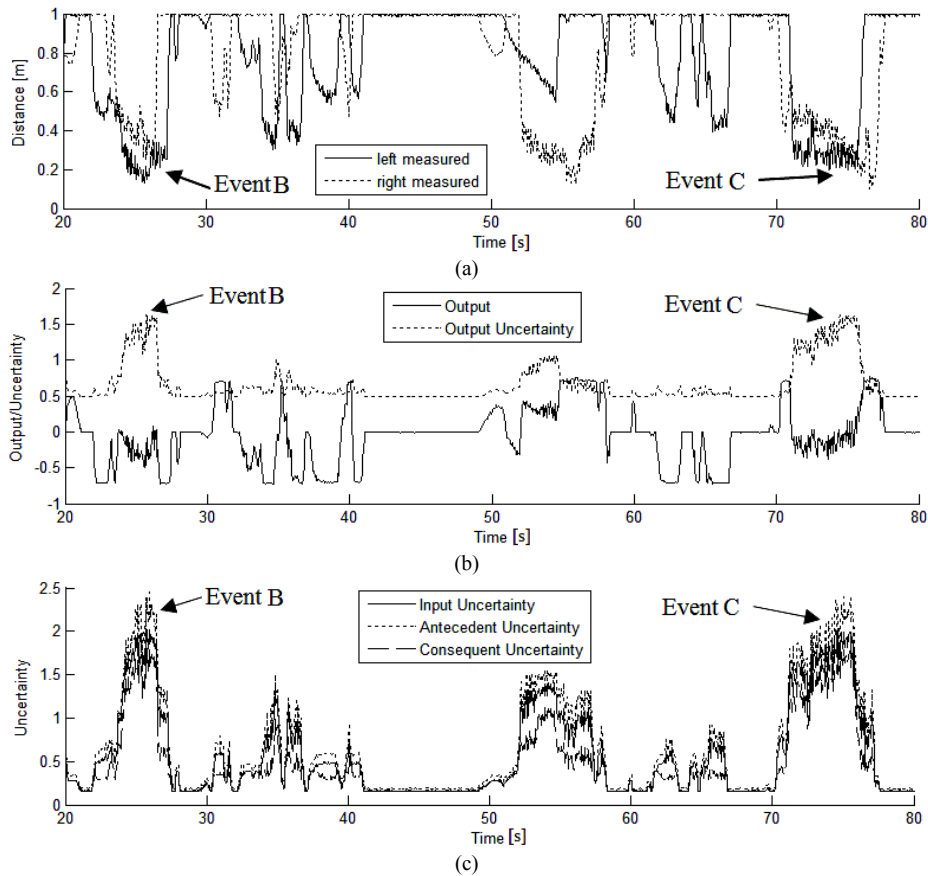 1
0.8
0.6
0.4
0.2
0
Distance [m]
left measured
right measured
Event B
Event C
20 30 40 50 60 70 80
Time [s]
(a)
2
1.5
1
0.5
0
-0.5
-1
Output/Uncertainty
Event B
Output
Output Uncertainty
Event C
20 30 40 50 60 70 80
Time [s]
(b)
2.5
2
1.5
1
0.5
0
Uncertainty
Event B
Input Uncertainty
Antecedent Uncertainty
Consequent Uncertainty
Event C
20 30 40 50 60 70 80
Time [s]
(c)